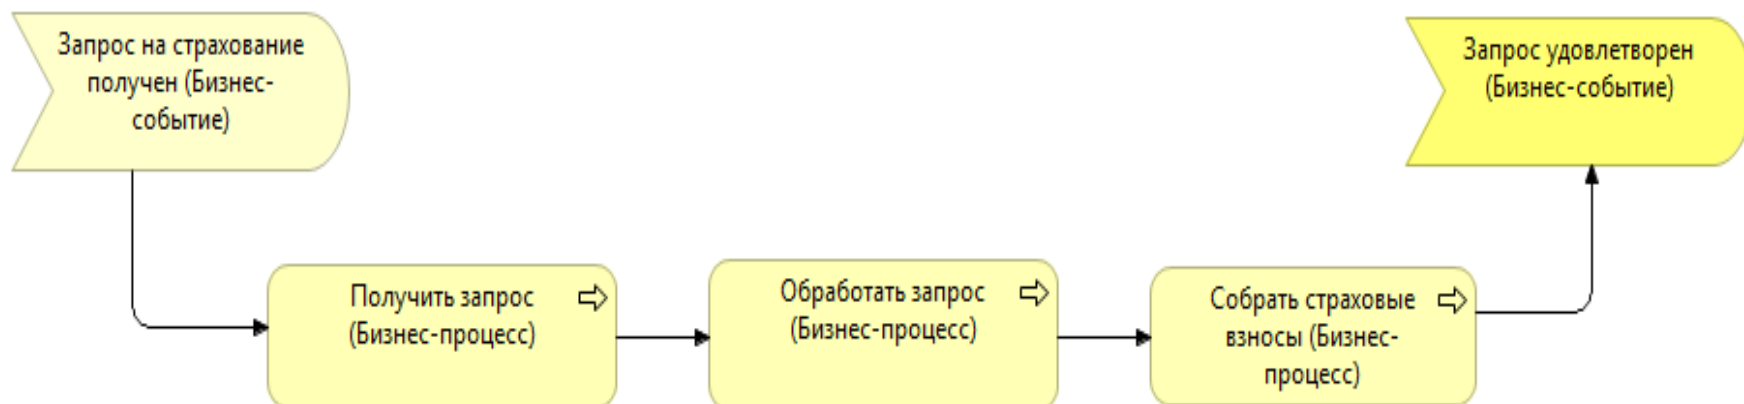 Запрос на страхование
получен (Бизнес-
событие)
Запрос удовлетворен
(Бизнес-событие)
Получить запрос
(Бизнес-процесс)
Обработать запрос
(Бизнес-процесс)
Собрать страховые
взносы (Бизнес-
процесс)